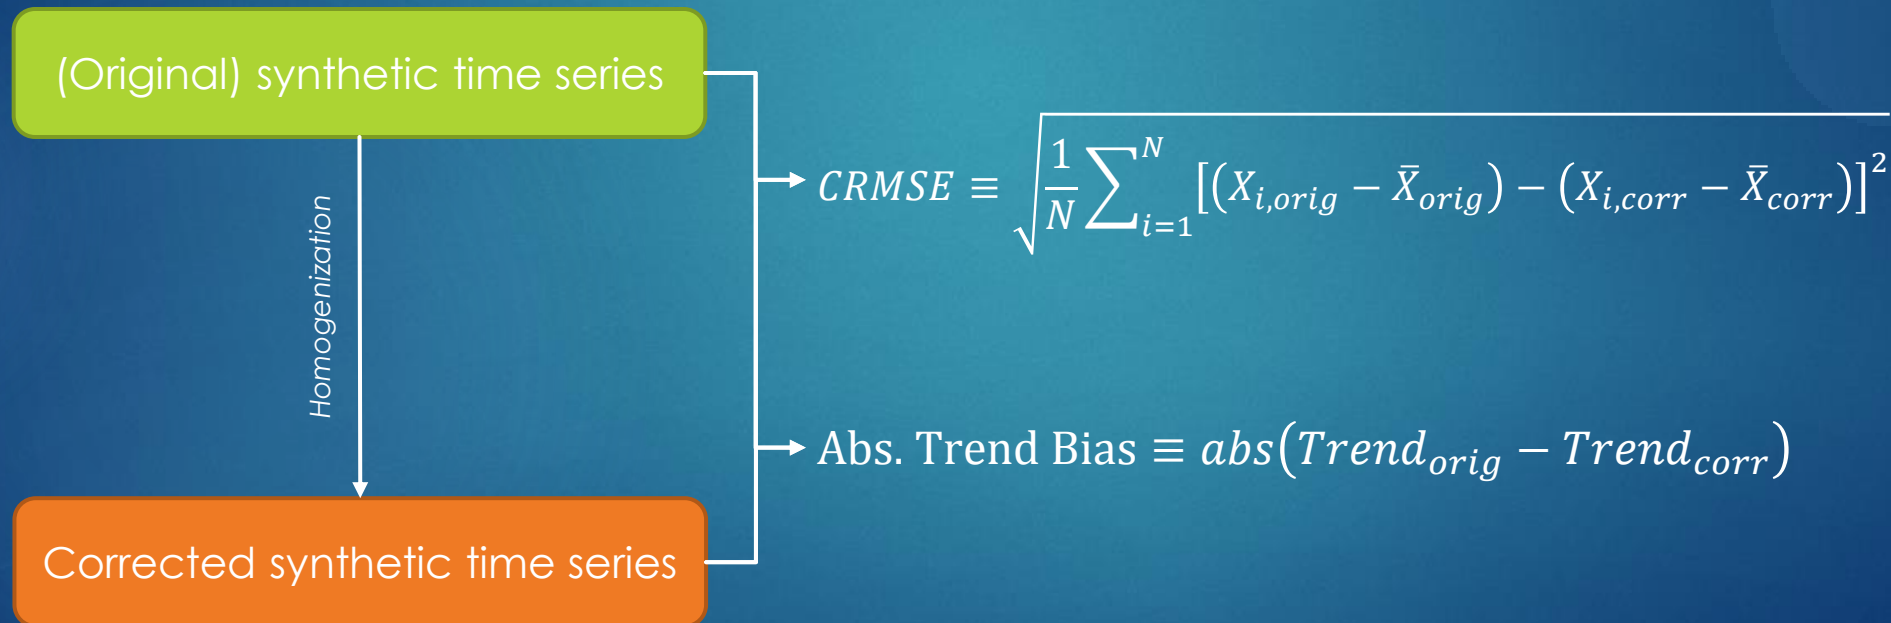 (Original) synthetic time series
Homogenization
Corrected synthetic time series
CRMSE ≡ √(1/N ∑_{i=1}^{N} [(X_{i,orig} − X̄_{orig}) − (X_{i,corr} − X̄_{corr})]²)
Abs. Trend Bias ≡ abs(Trend_{orig} − Trend_{corr})